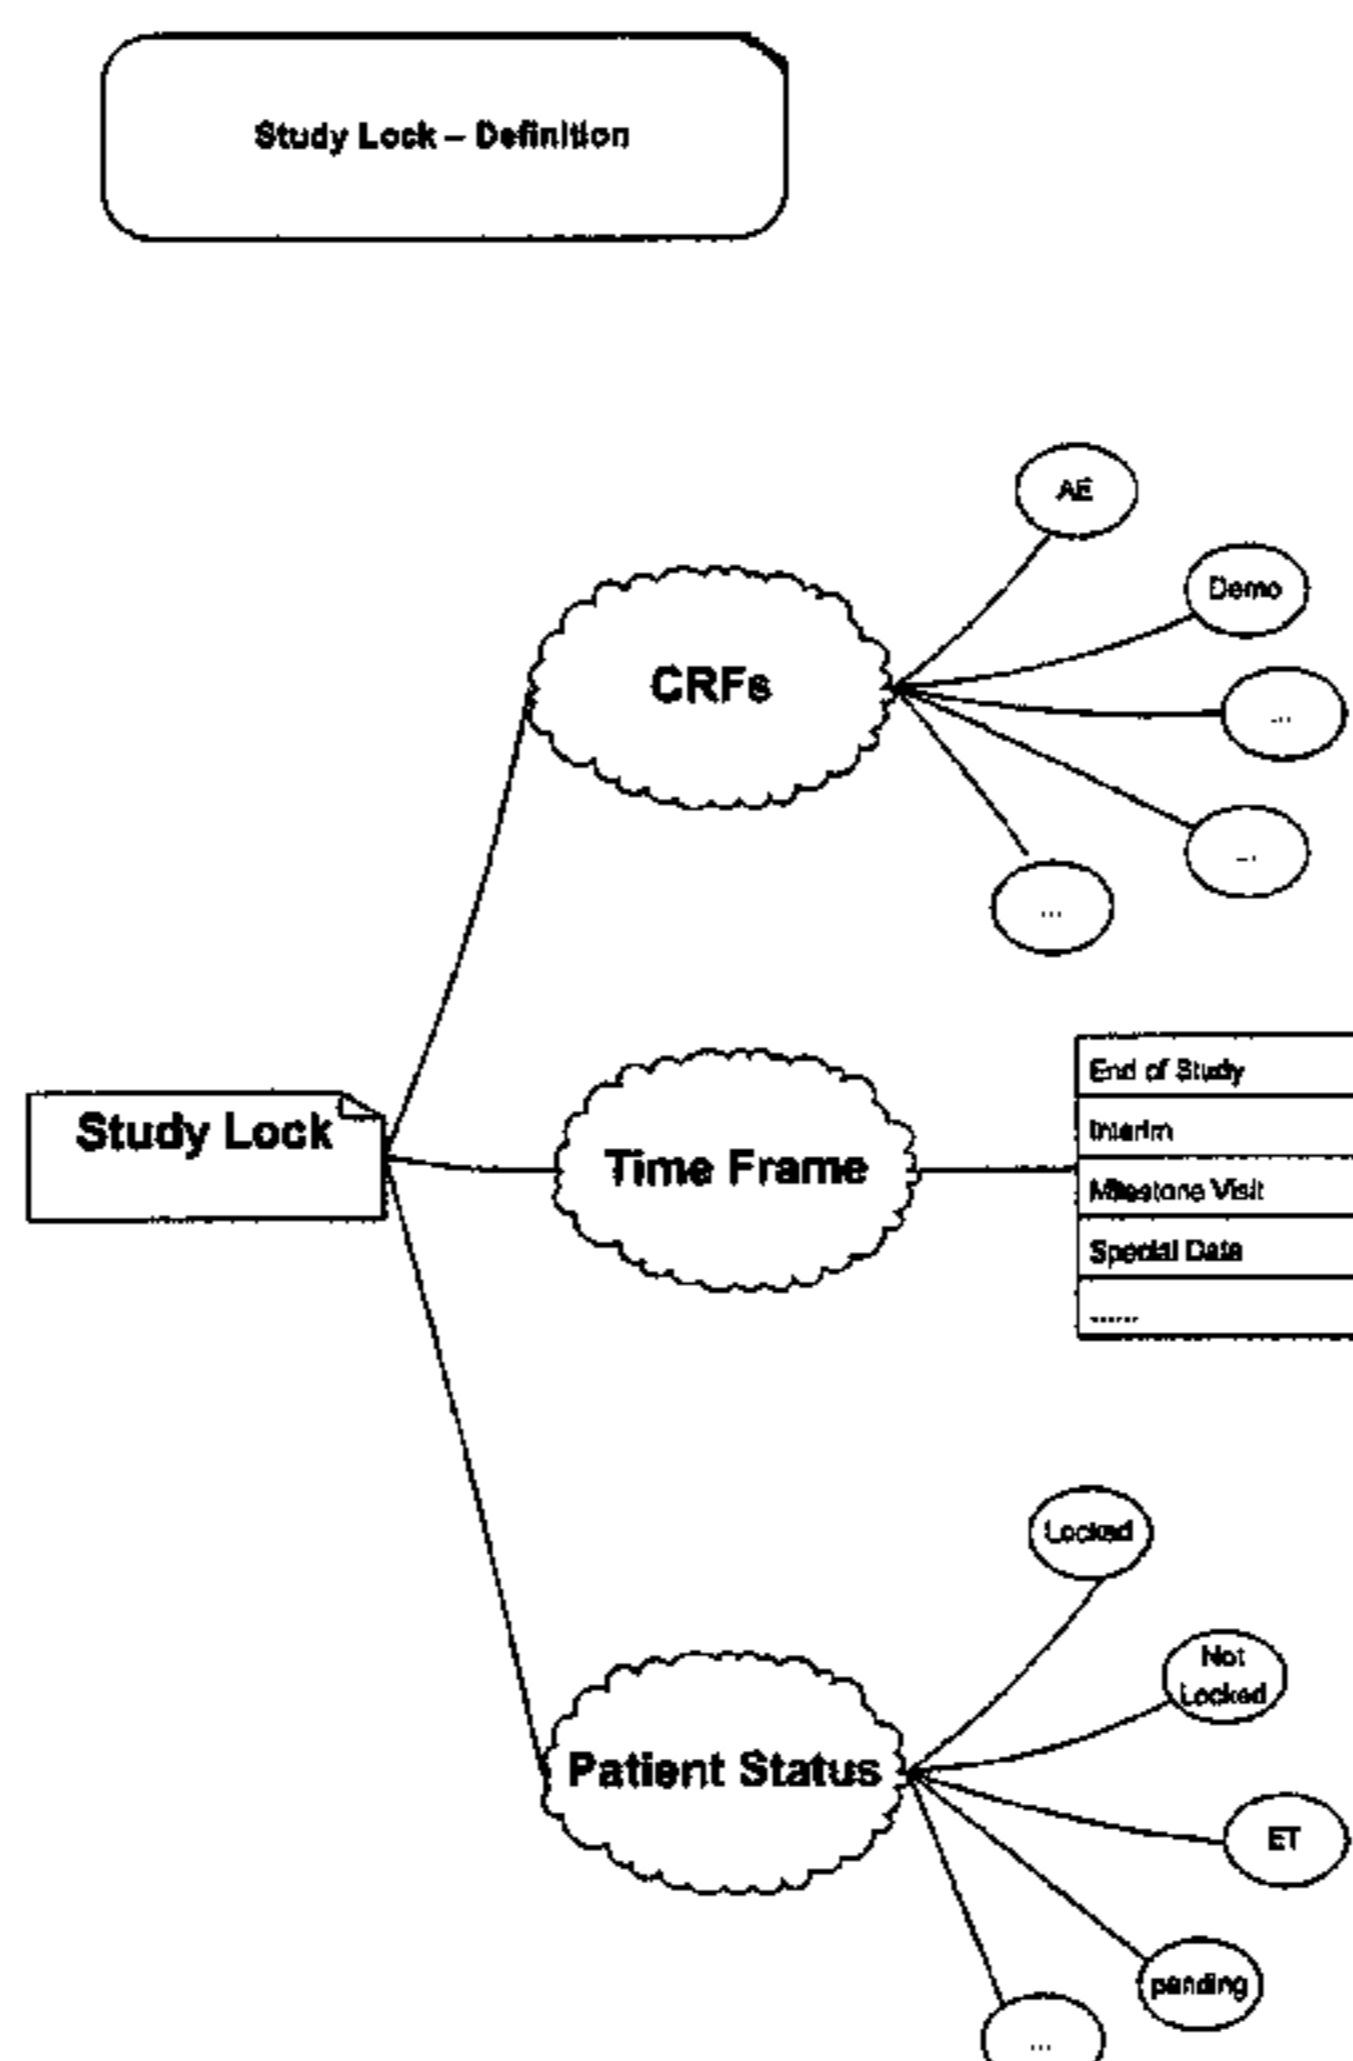 Study Lock – Definition
AE
Demo
CRFs
...
...
...
End of Study
Interim
Study Lock
Time Frame
Milestone Visit
Special Data
......
Locked
Not
Locked
Patient Status
ET
pending
...